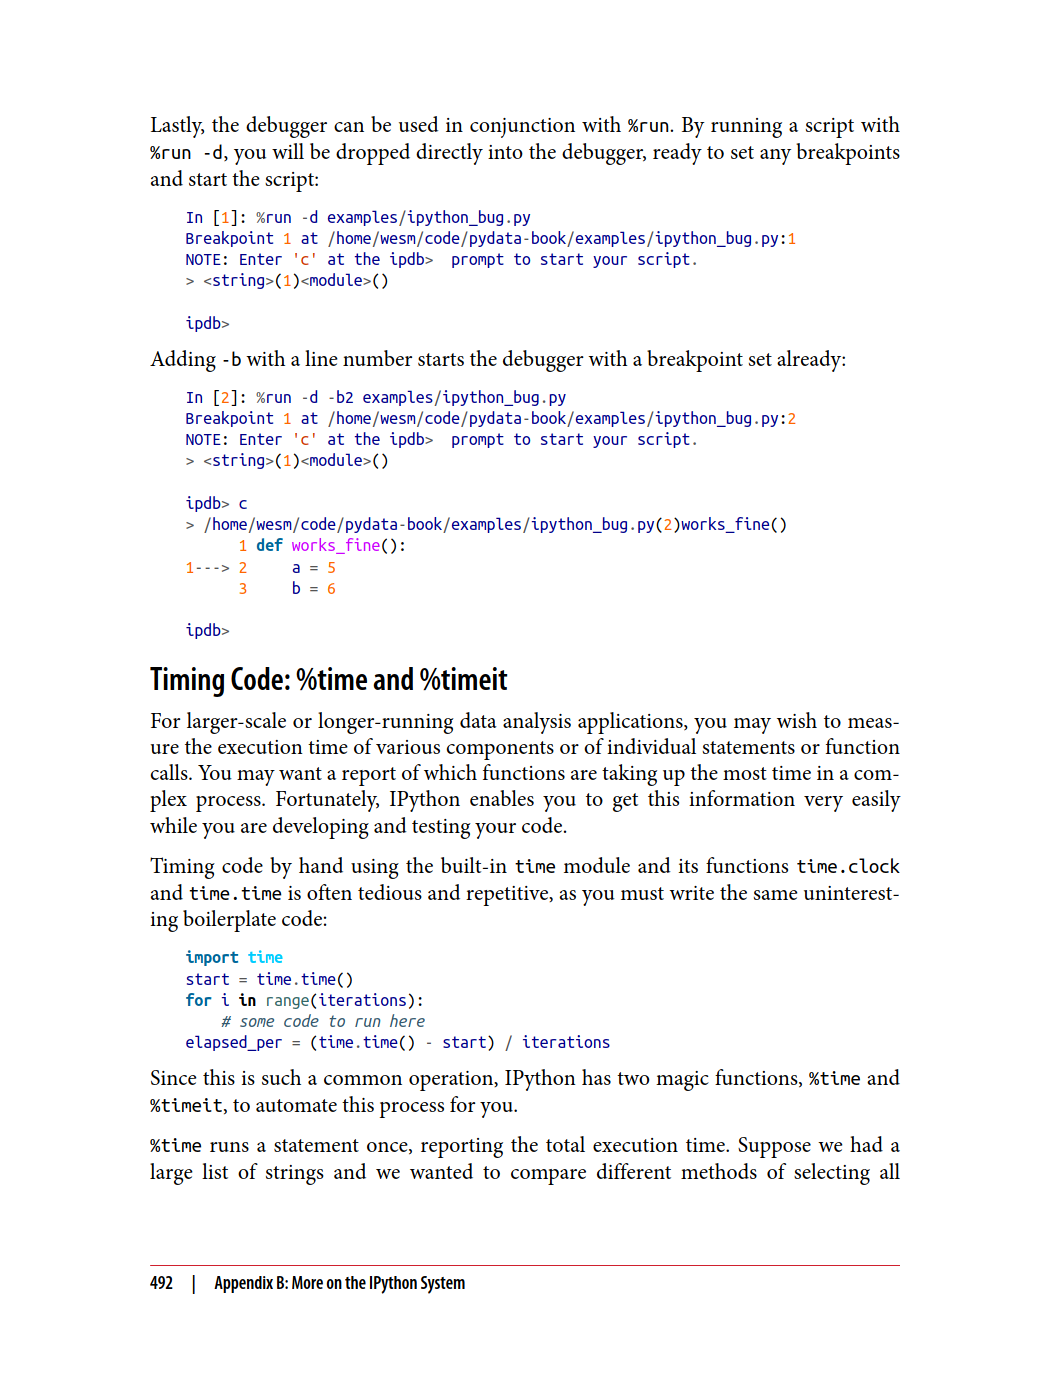 Lastly, the debugger can be used in conjunction with %run. By running a script with
%run -d, you will be dropped directly into the debugger, ready to set any breakpoints
and start the script:
In [1]: %run -d examples/ipython_bug.py
Breakpoint 1 at /home/wesm/code/pydata-book/examples/ipython_bug.py:1
NOTE: Enter 'c' at the ipdb>  prompt to start your script.
> <string>(1)<module>()
ipdb>
Adding -b with a line number starts the debugger with a breakpoint set already:
In [2]: %run -d -b2 examples/ipython_bug.py
Breakpoint 1 at /home/wesm/code/pydata-book/examples/ipython_bug.py:2
NOTE: Enter 'c' at the ipdb>  prompt to start your script.
> <string>(1)<module>()
ipdb> c
> /home/wesm/code/pydata-book/examples/ipython_bug.py(2)works_fine()
      1 def works_fine():
1---> 2     a = 5
      3     b = 6
ipdb>
Timing Code: %time and %timeit
For larger-scale or longer-running data analysis applications, you may wish to meas-
ure the execution time of various components or of individual statements or function
calls. You may want a report of which functions are taking up the most time in a com-
plex process. Fortunately, IPython enables you to get this information very easily
while you are developing and testing your code.
Timing code by hand using the built-in time module and its functions time.clock
and time.time is often tedious and repetitive, as you must write the same uninterest-
ing boilerplate code:
import time
start = time.time()
for i in range(iterations):
    # some code to run here
elapsed_per = (time.time() - start) / iterations
Since this is such a common operation, IPython has two magic functions, %time and
%timeit, to automate this process for you.
%time runs a statement once, reporting the total execution time. Suppose we had a
large list of strings and we wanted to compare different methods of selecting all
492 | Appendix B: More on the IPython System